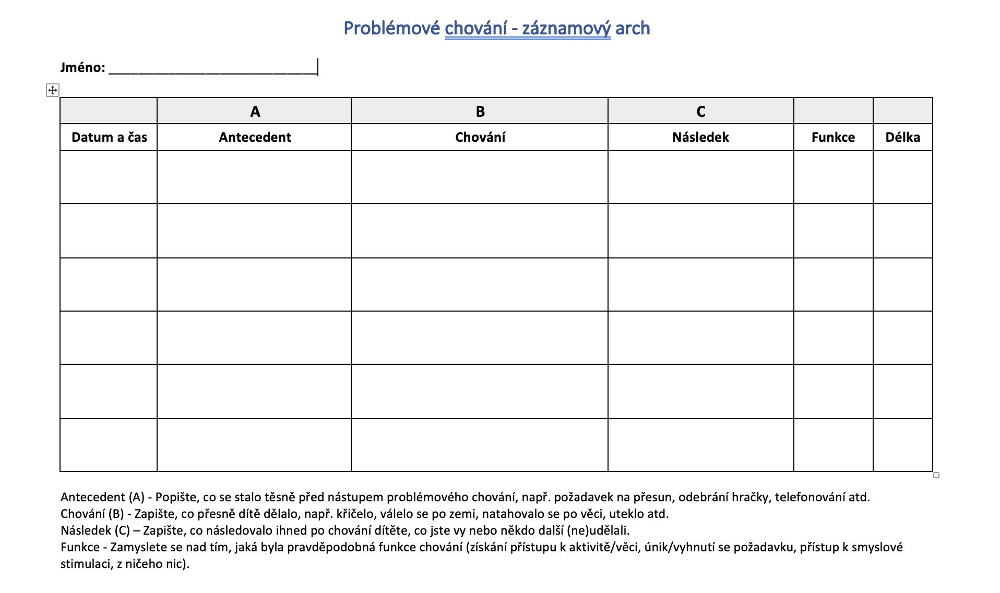 Problémové chování - záznamový arch
Jméno: ____________________________
A B C
Datum a čas Antecedent Chování Následek Funkce Délka
Antecedent (A) - Popište, co se stalo těsně před nástupem problémového chování, např. požadavek na přesun, odebrání hračky, telefonování atd.
Chování (B) - Zapište, co přesně dítě dělalo, např. křičelo, válelo se po zemi, natahovalo se po věci, uteklo atd.
Následek (C) – Zapište, co následovalo ihned po chování dítěte, co jste vy nebo někdo další (ne)udělali.
Funkce - Zamyslete se nad tím, jaká byla pravděpodobná funkce chování (získání přístupu k aktivitě/věci, únik/vyhnutí se požadavku, přístup k smyslové
stimulaci, z ničeho nic).